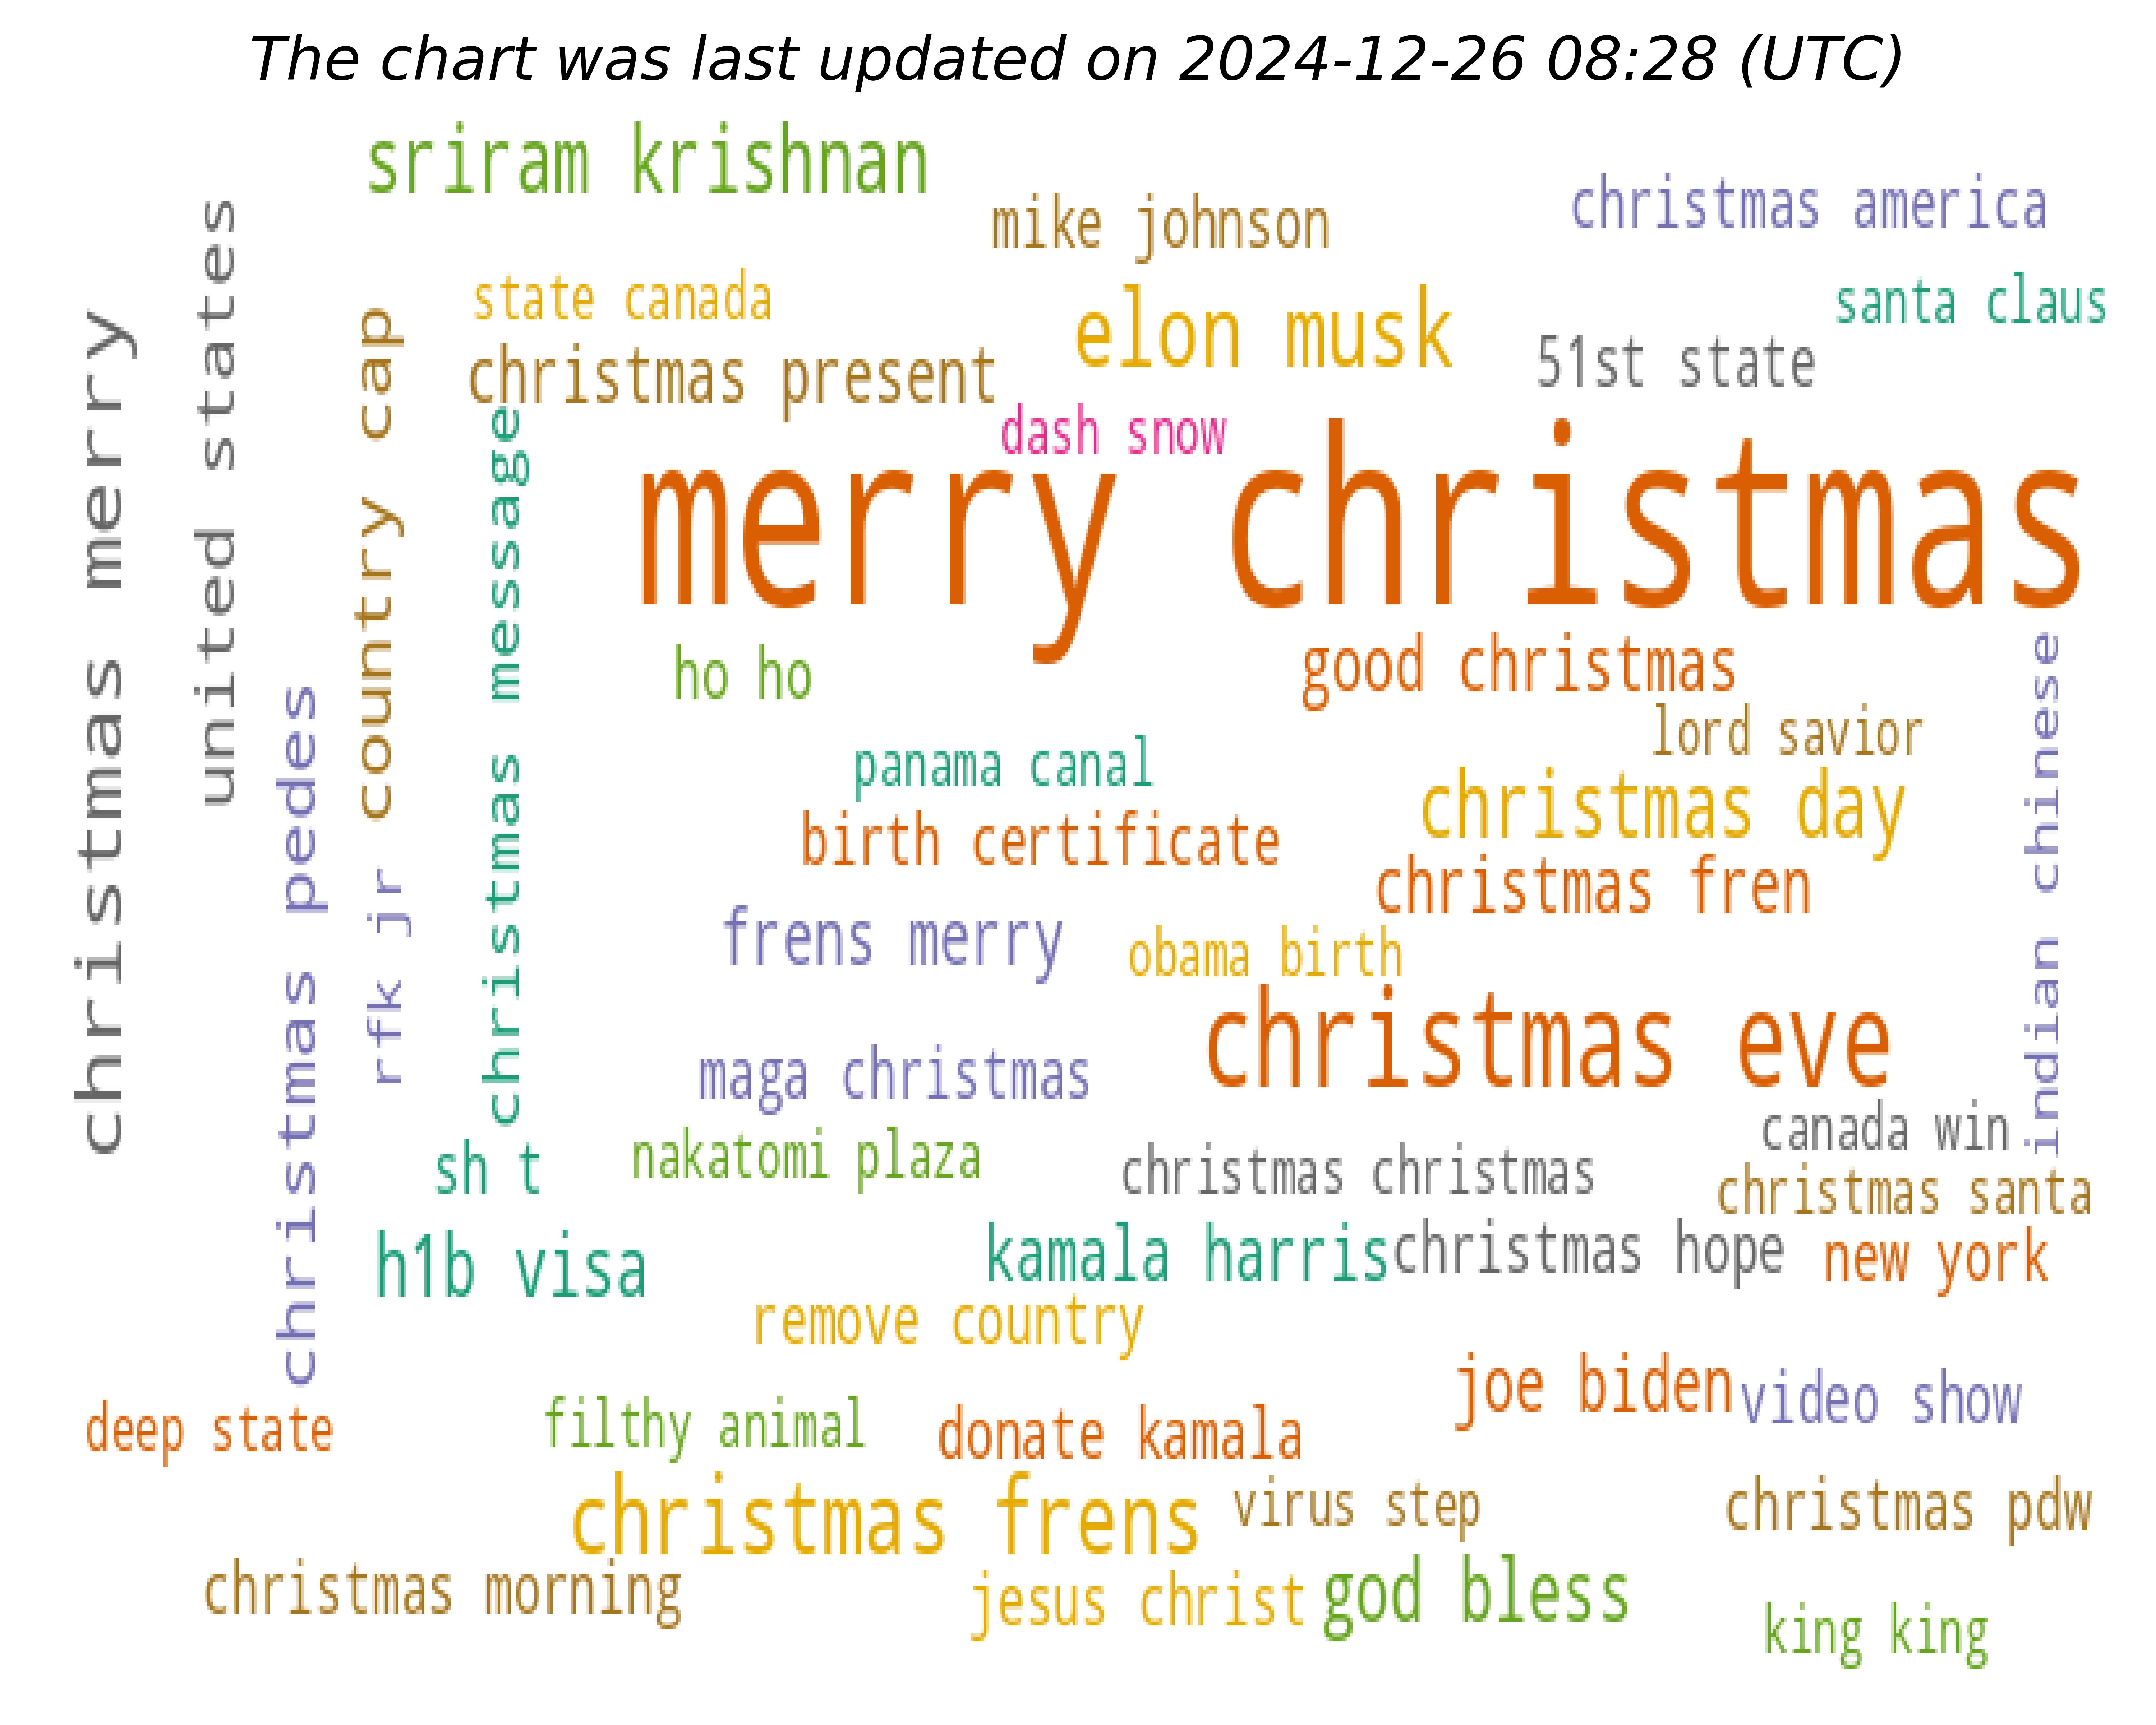 The chart was last updated on 2024-12-26 08:28 (UTC)
sriram krishnan
mike johnson
christmas america
state canada
elon musk
santa claus
christmas present
51st state
dash snow
merry christmas
christmas merry
united states
country cap
christmas message
christmas pedes
rfk jr
ho ho
good christmas
lord savior
panama canal
christmas day
birth certificate
christmas fren
frens merry
obama birth
indian chinese
christmas eve
maga christmas
canada win
sh t
nakatomi plaza
christmas christmas
christmas santa
h1b visa
kamala harris
christmas hope
new york
remove country
joe biden
video show
deep state
filthy animal
donate kamala
christmas frens
virus step
christmas pdw
christmas morning
jesus christ
god bless
king king